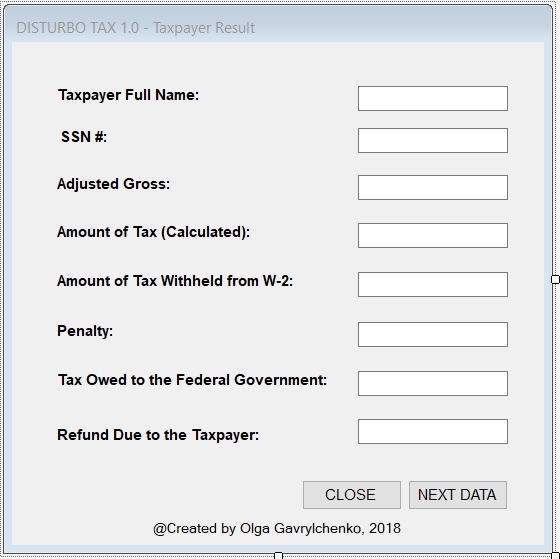 DISTURBO TAX 1.0 - Taxpayer Result
Taxpayer Full Name:
SSN #:
Adjusted Gross:
Amount of Tax (Calculated):
Amount of Tax Withheld from W-2:
Penalty:
Tax Owed to the Federal Government:
Refund Due to the Taxpayer:
CLOSE NEXT DATA
@Created by Olga Gavrylchenko, 2018